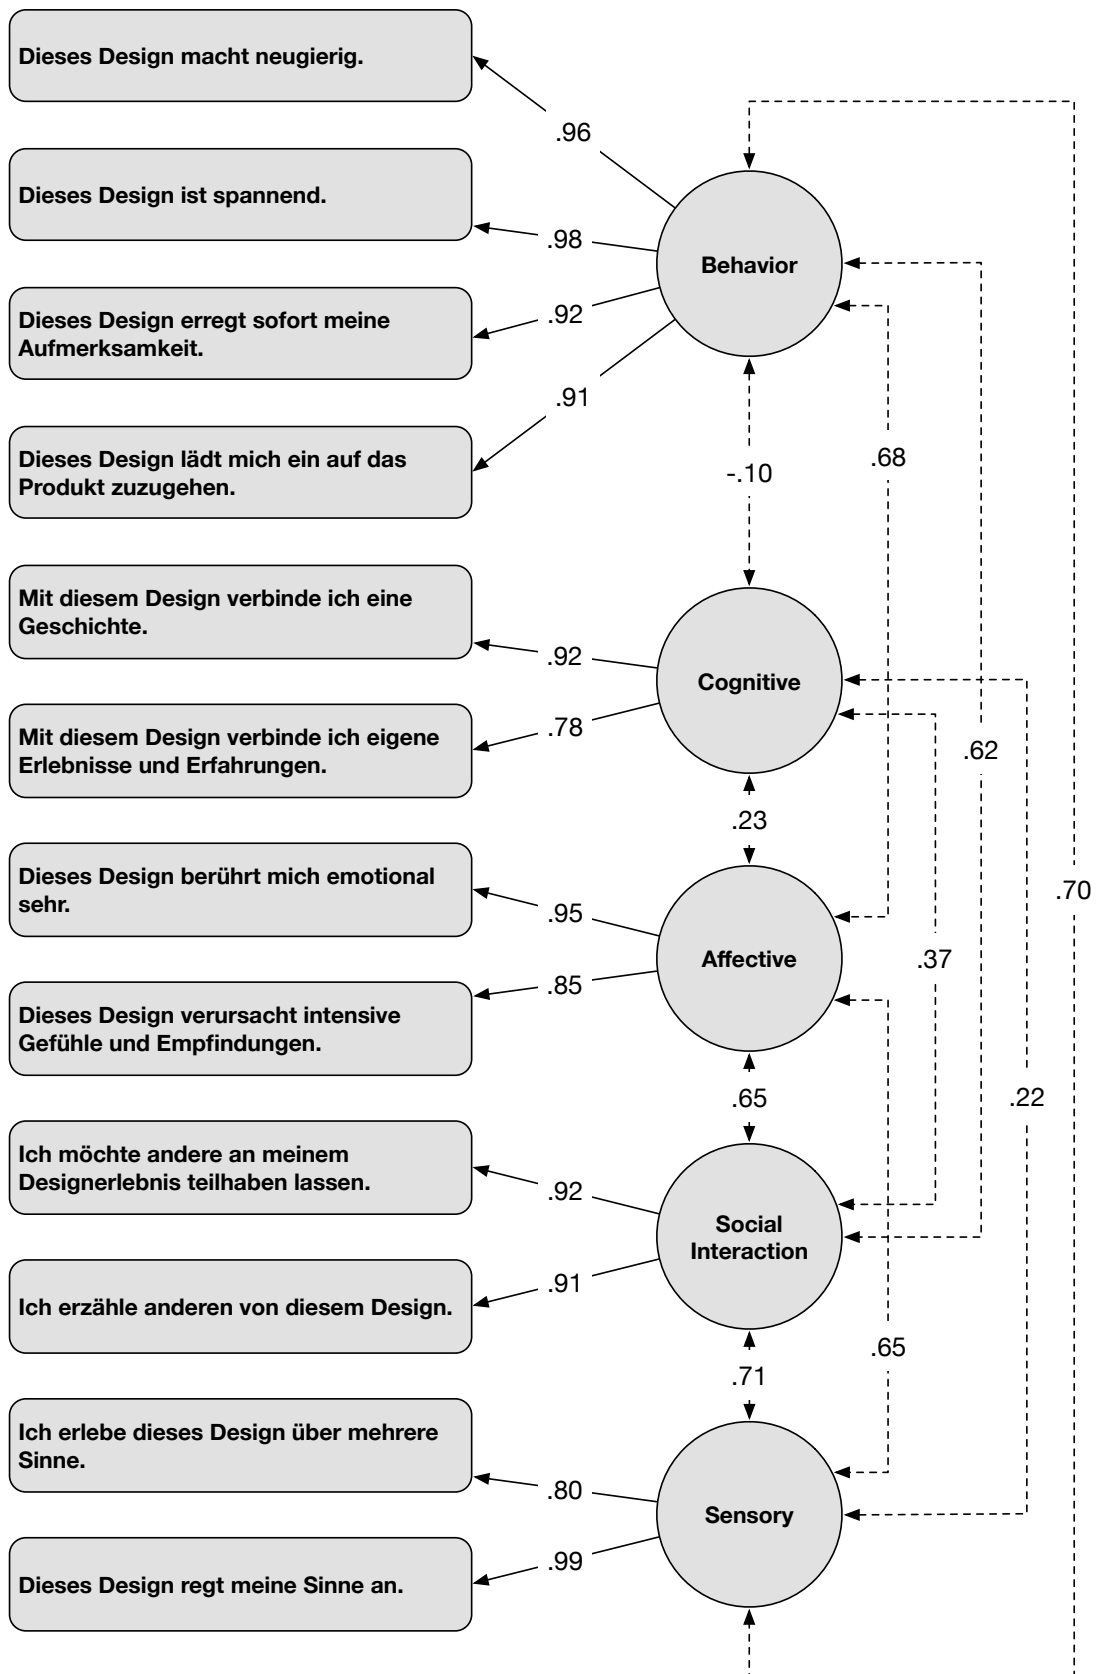 Dieses Design macht neugierig.
.96
Dieses Design ist spannend.
.98
Behavior
Dieses Design erregt sofort meine
Aufmerksamkeit.
.92
.91
Dieses Design lädt mich ein auf das
Produkt zuzugehen.
-.10
.68
Mit diesem Design verbinde ich eine
Geschichte.
.92
Cognitive
.78
Mit diesem Design verbinde ich eigene
Erlebnisse und Erfahrungen.
.62
.23
Dieses Design berührt mich emotional
sehr.
.95
.70
Affective
.37
.85
Dieses Design verursacht intensive
Gefühle und Empfindungen.
.65
.22
Ich möchte andere an meinem
Designerlebnis teilhaben lassen.
.92
Social
Interaction
.91
Ich erzähle anderen von diesem Design.
.65
.71
Ich erlebe dieses Design über mehrere
Sinne.
.80
Sensory
.99
Dieses Design regt meine Sinne an.